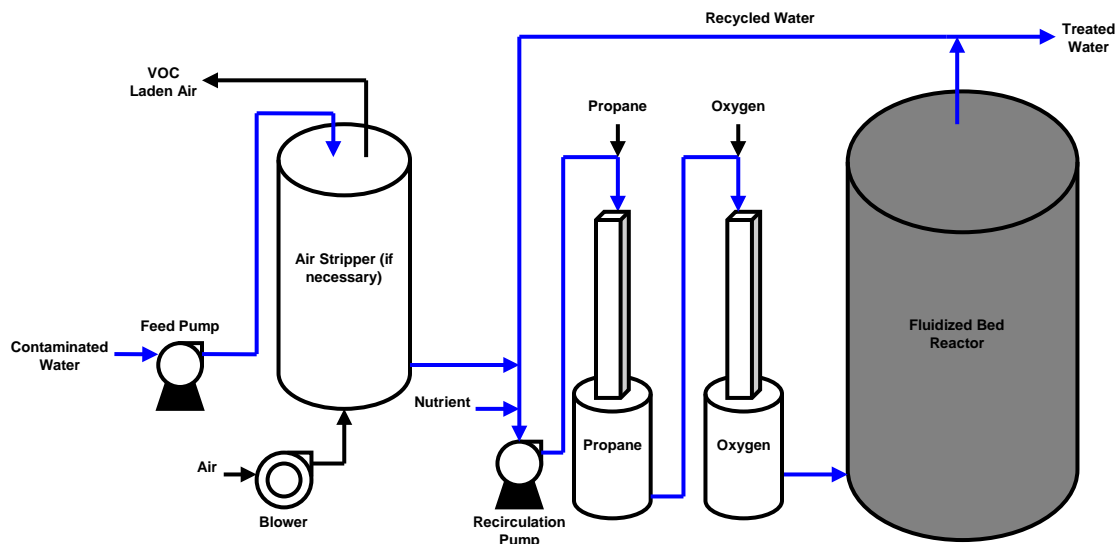 Recycled Water
Treated
Water
VOC
Laden Air
Propane
Oxygen
Air Stripper (if
necessary)
Feed Pump
Contaminated
Water
Fluidized Bed
Reactor
Nutrient
Propane
Oxygen
Air
Blower
Recirculation
Pump